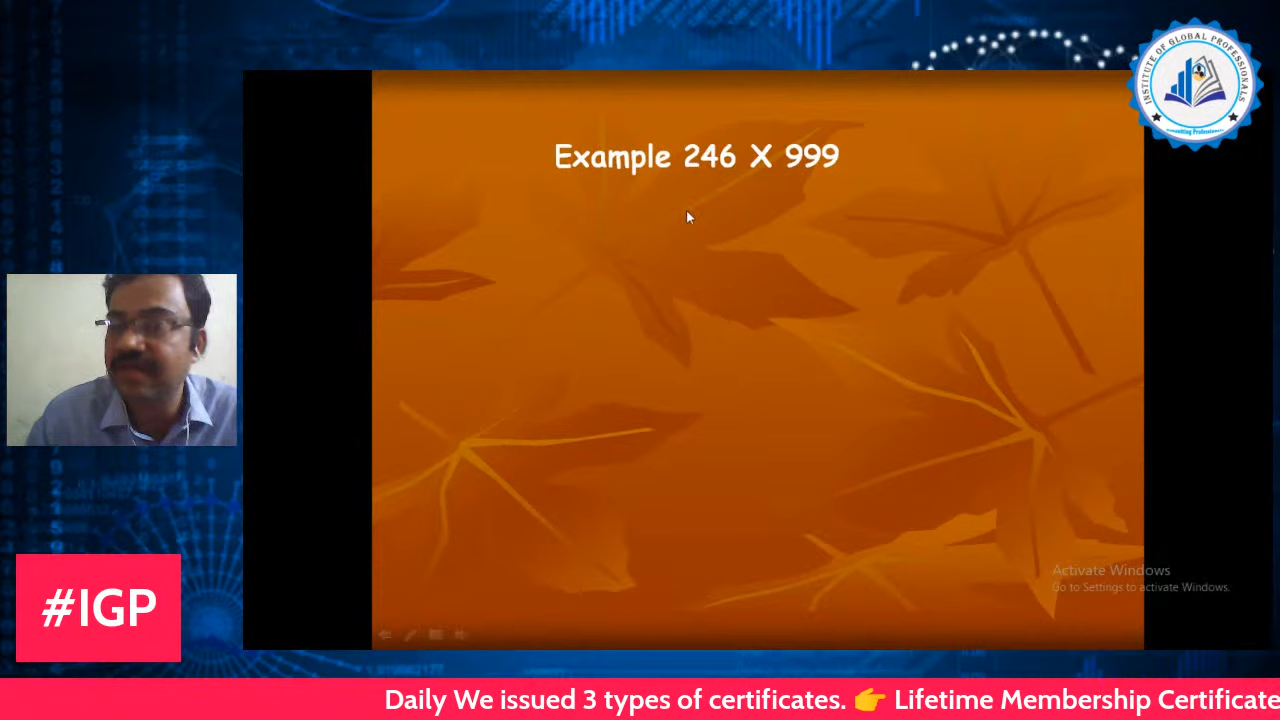 INSTITUTE OF GLOBAL PROFESSIONALS
Example 246 X 999
Activate Windows
Go to Settings to activate Windows.
#IGP
Daily We issued 3 types of certificates. 👉 Lifetime Membership Certificate